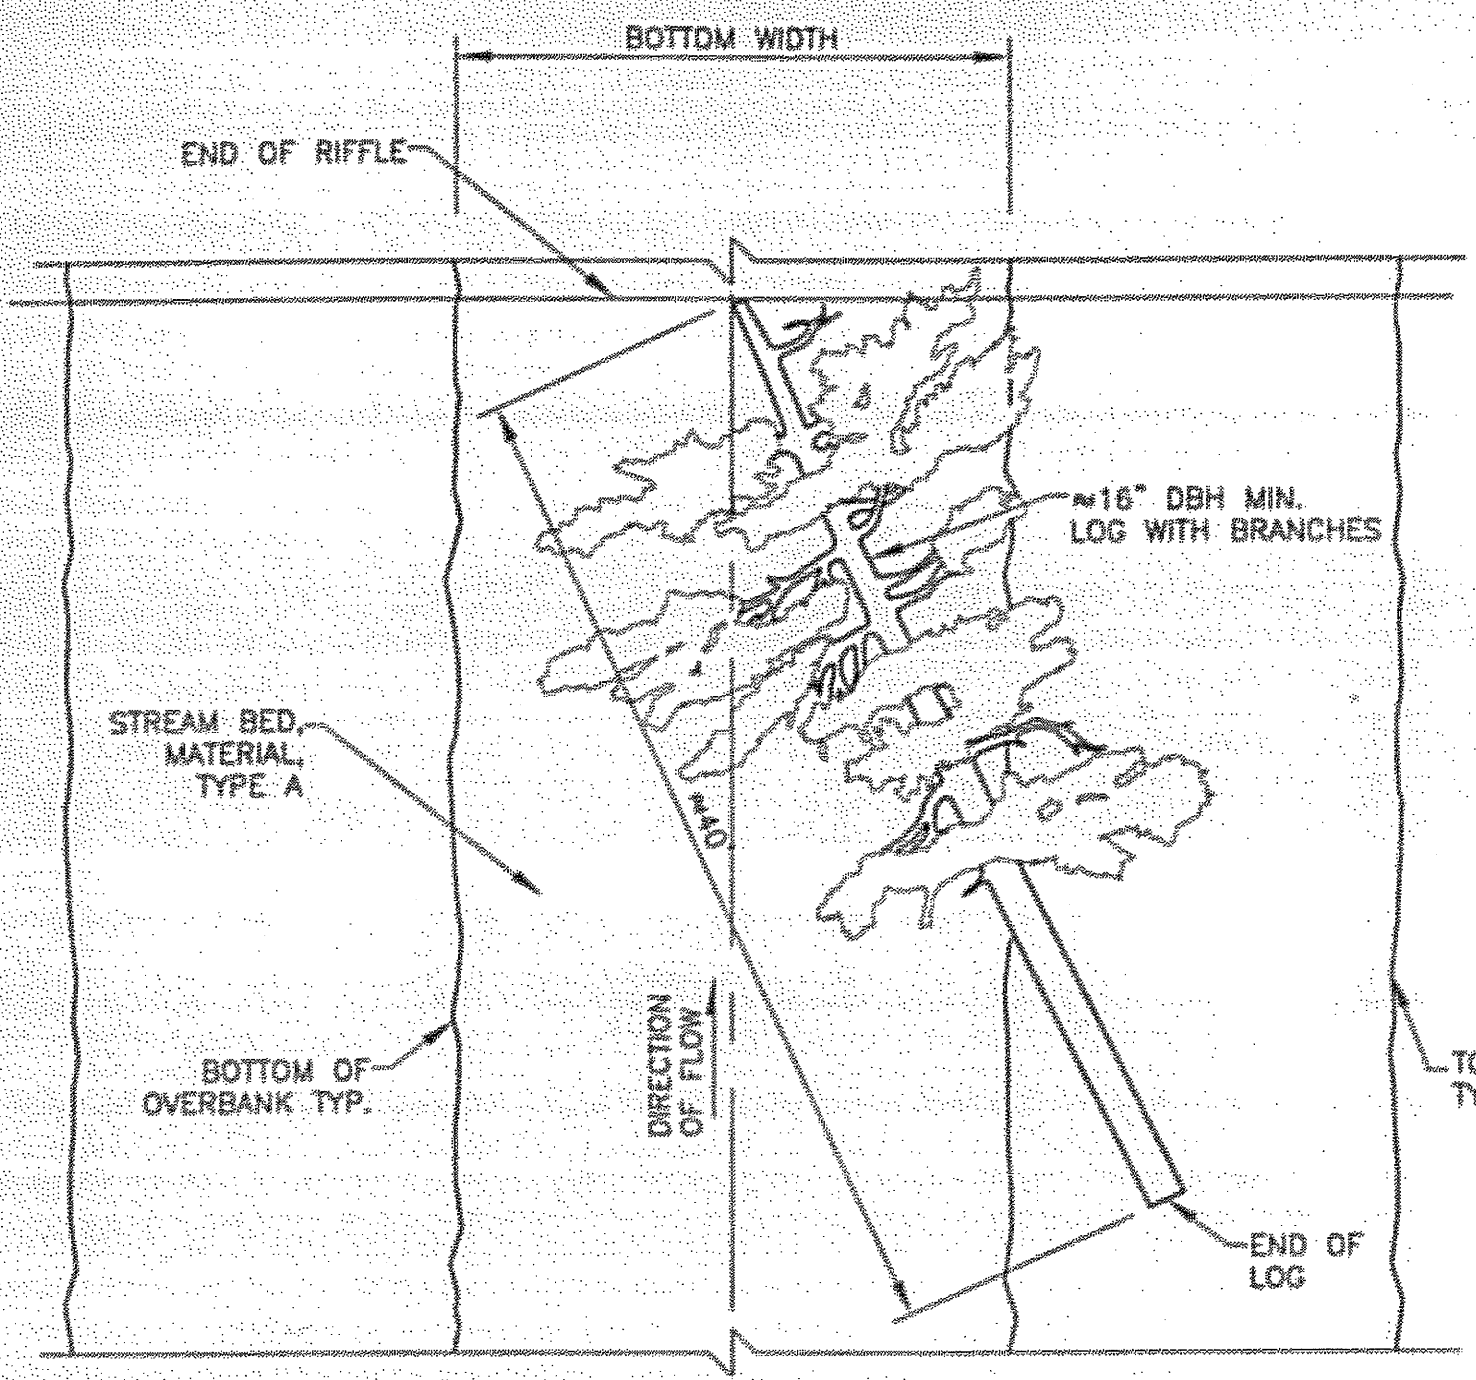 BOTTOM WIDTH
END OF RIFFLE
≈16" DBH MIN.
LOG WITH BRANCHES
STREAM BED,
MATERIAL,
TYPE A
≈40'
DIRECTION
OF FLOW
BOTTOM OF
OVERBANK TYP.
END OF
LOG